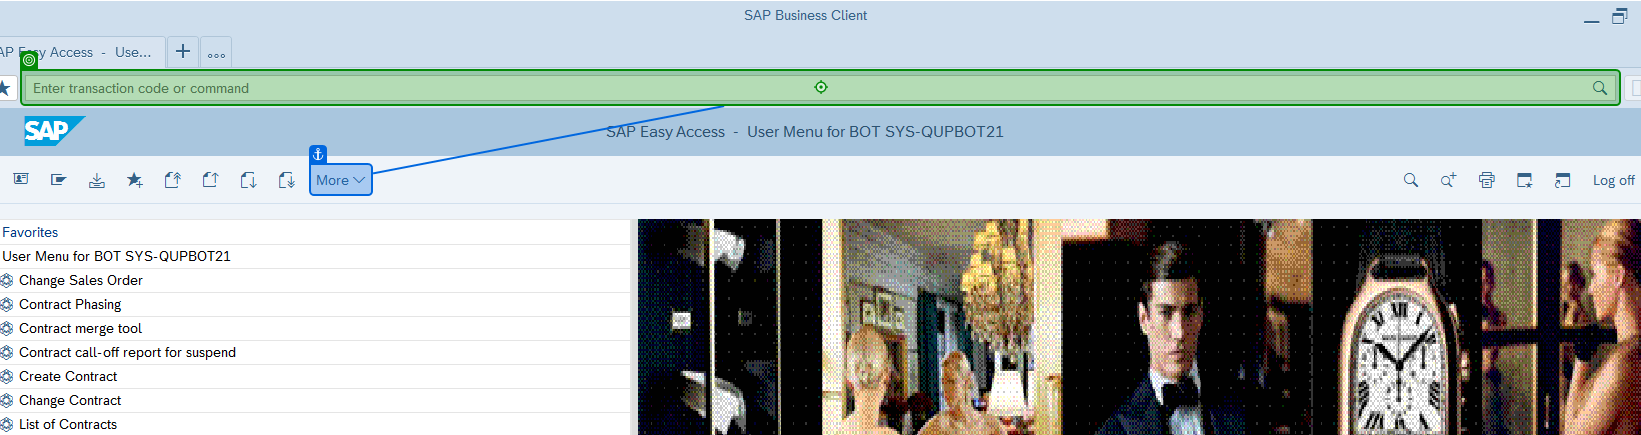 SAP Business Client
AP Easy Access - Use...
Enter transaction code or command
SAP
SAP Easy Access - User Menu for BOT SYS-QUPBOT21
More
Log off
Favorites
User Menu for BOT SYS-QUPBOT21
Change Sales Order
Contract Phasing
Contract merge tool
Contract call-off report for suspend
Create Contract
Change Contract
List of Contracts